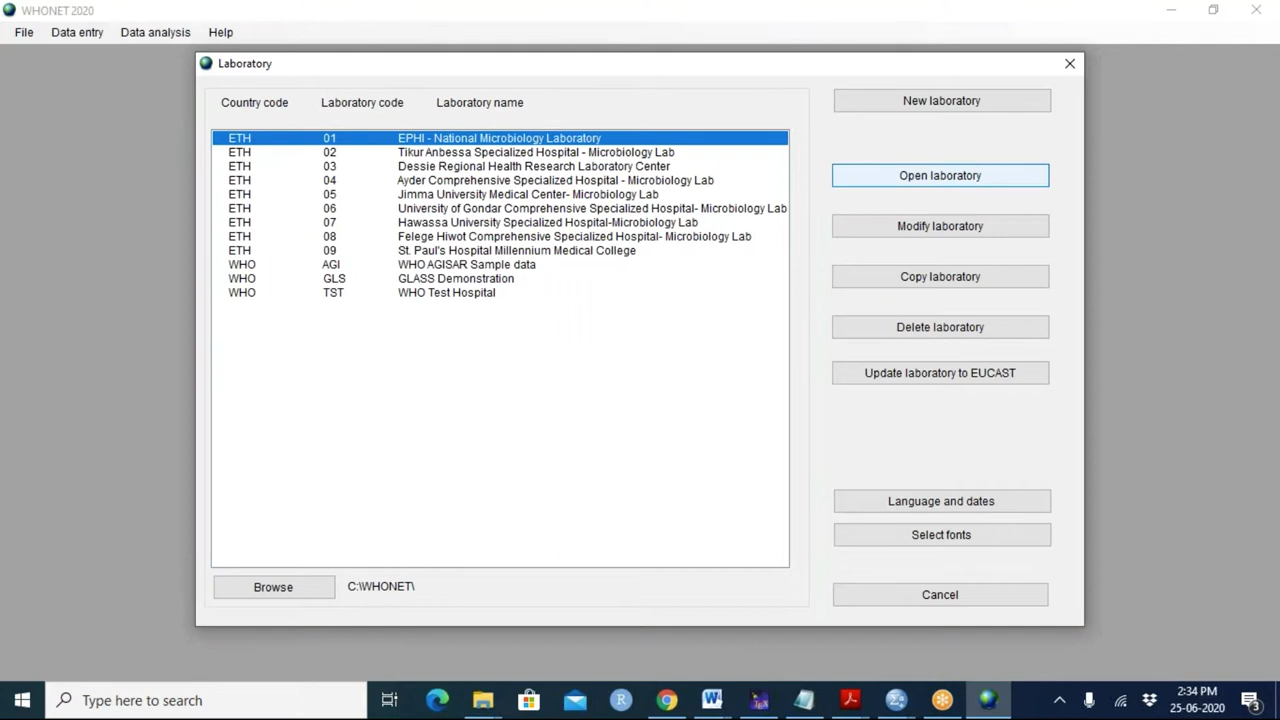 WHONET 2020
File Data entry Data analysis Help
Laboratory
Country code Laboratory code Laboratory name
New laboratory
ETH 01 EPHI - National Microbiology Laboratory
ETH 02 Tikur Anbessa Specialized Hospital - Microbiology Lab
ETH 03 Dessie Regional Health Research Laboratory Center
Open laboratory
ETH 04 Ayder Comprehensive Specialized Hospital - Microbiology Lab
ETH 05 Jimma University Medical Center- Microbiology Lab
ETH 06 University of Gondar Comprehensive Specialized Hospital- Microbiology Lab
ETH 07 Hawassa University Specialized Hospital-Microbiology Lab
Modify laboratory
ETH 08 Felege Hiwot Comprehensive Specialized Hospital- Microbiology Lab
ETH 09 St. Paul's Hospital Millennium Medical College
WHO AGI WHO AGISAR Sample data
WHO GLS GLASS Demonstration
Copy laboratory
WHO TST WHO Test Hospital
Delete laboratory
Update laboratory to EUCAST
Language and dates
Select fonts
Browse C:\WHONET\
Cancel
Type here to search
2:34 PM
25-06-2020